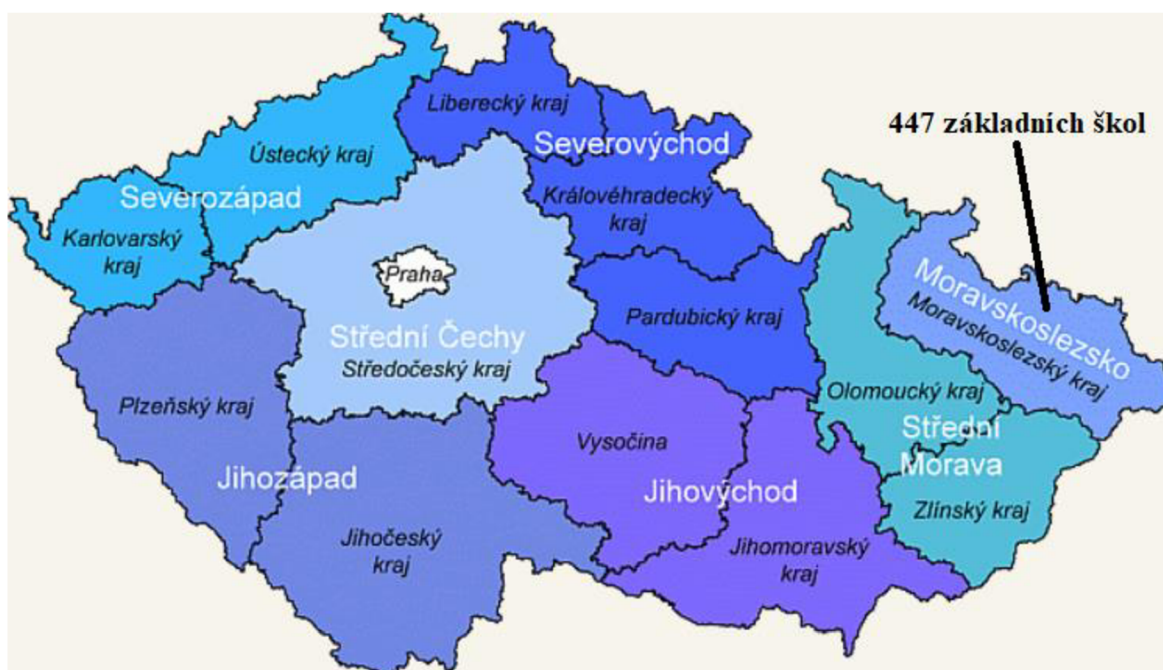 Liberecký kraj
447 základních škol
Severovýchod
Ústecký kraj
Severozápad
Královéhradecký
kraj
Karlovarský
kraj
Praha
Moravskoslezsko
Moravskoslezský kraj
Střední Čechy
Středočeský kraj
Pardubický kraj
Plzeňský kraj
Olomoucký kraj
Střední
Morava
Vysočina
Jihozápad
Jihovýchod
Zlínský kraj
Jihočeský
kraj
Jihomoravský
kraj